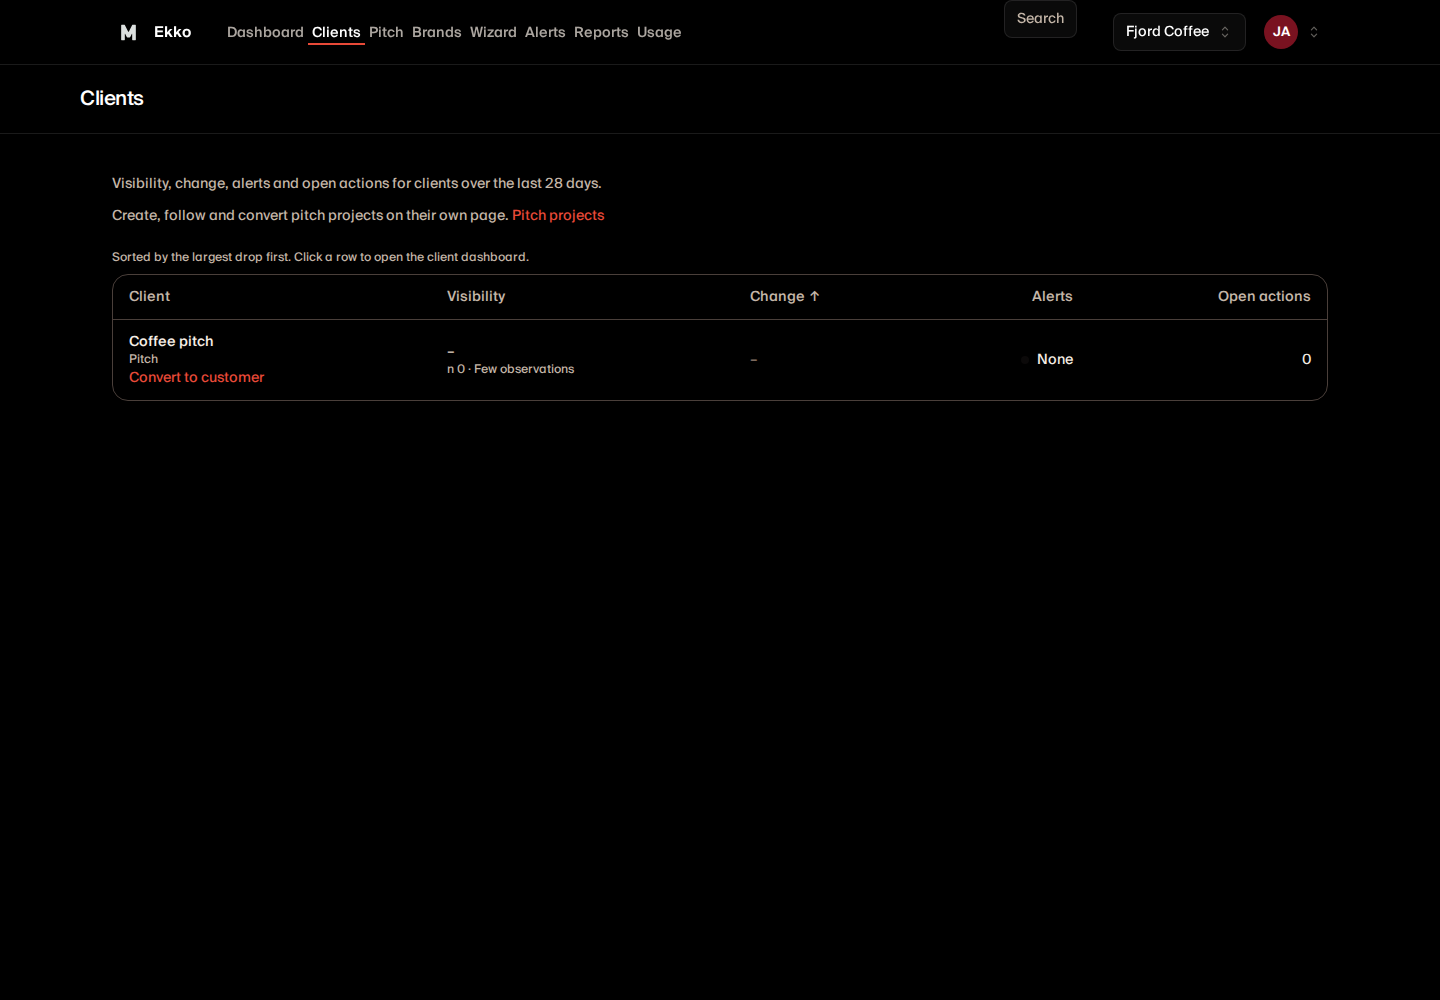 M Ekko Dashboard Clients Pitch Brands Wizard Alerts Reports Usage Search Fjord Coffee JA
Clients
Visibility, change, alerts and open actions for clients over the last 28 days.
Create, follow and convert pitch projects on their own page. Pitch projects
Sorted by the largest drop first. Click a row to open the client dashboard.
Client Visibility Change ↑ Alerts Open actions
Coffee pitch
Pitch
Convert to customer
–
n 0 · Few observations
–
None
0